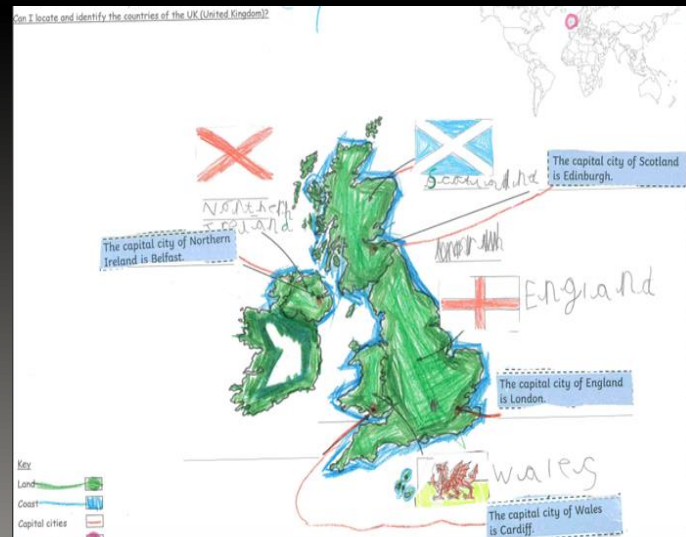 Can I locate and identify the countries of the UK (United Kingdom)?
The capital city of Scotland
is Edinburgh.
Northern
Ireland
The capital city of Northern
Ireland is Belfast.
England
The capital city of England
is London.
Wales
The capital city of Wales
is Cardiff.
Key
Land
Coast
Capital cities